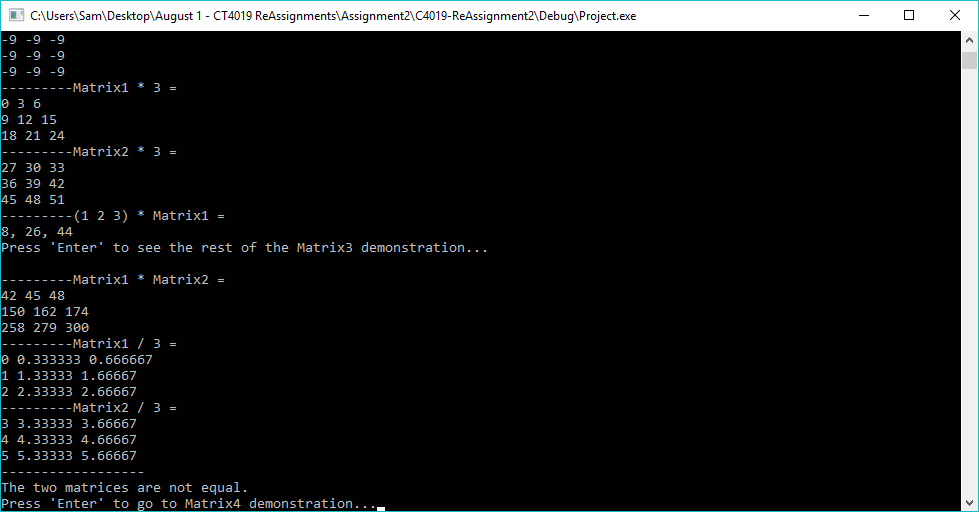 C:\Users\Sam\Desktop\August 1 - CT4019 ReAssignments\Assignment2\C4019-ReAssignment2\Debug\Project.exe
-9 -9 -9
-9 -9 -9
-9 -9 -9
---------Matrix1 * 3 =
0 3 6
9 12 15
18 21 24
---------Matrix2 * 3 =
27 30 33
36 39 42
45 48 51
---------(1 2 3) * Matrix1 =
8, 26, 44
Press 'Enter' to see the rest of the Matrix3 demonstration...
---------Matrix1 * Matrix2 =
42 45 48
150 162 174
258 279 300
---------Matrix1 / 3 =
0 0.333333 0.666667
1 1.33333 1.66667
2 2.33333 2.66667
---------Matrix2 / 3 =
3 3.33333 3.66667
4 4.33333 4.66667
5 5.33333 5.66667
------------------
The two matrices are not equal.
Press 'Enter' to go to Matrix4 demonstration...